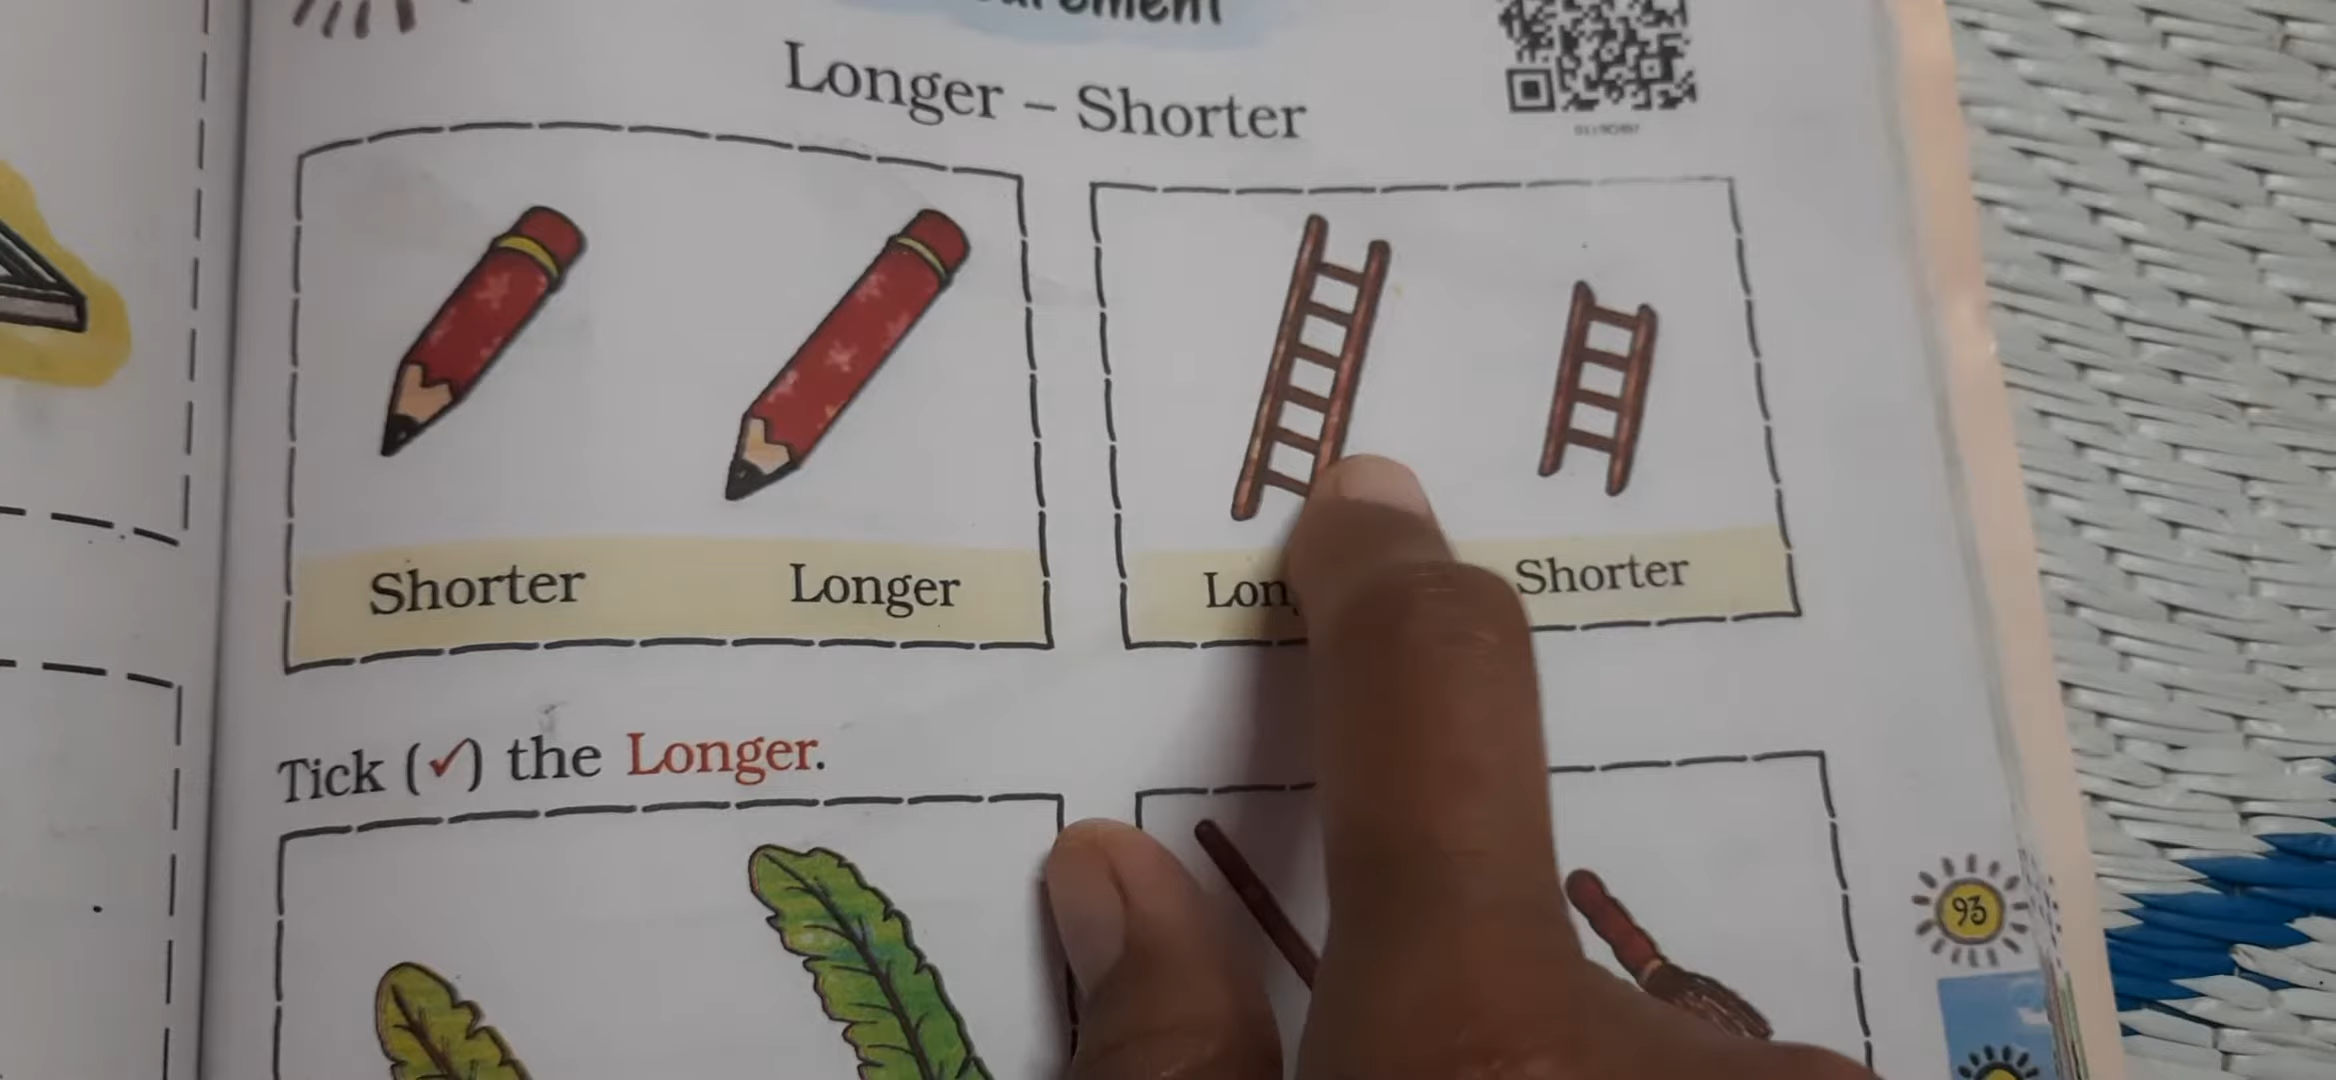 Longer – Shorter
Shorter Longer
Shorter
Tick (✓) the Longer.
93